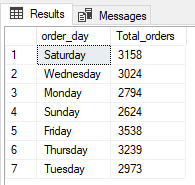 Results Messages
order_day Total_orders
1 Saturday 3158
2 Wednesday 3024
3 Monday 2794
4 Sunday 2624
5 Friday 3538
6 Thursday 3239
7 Tuesday 2973